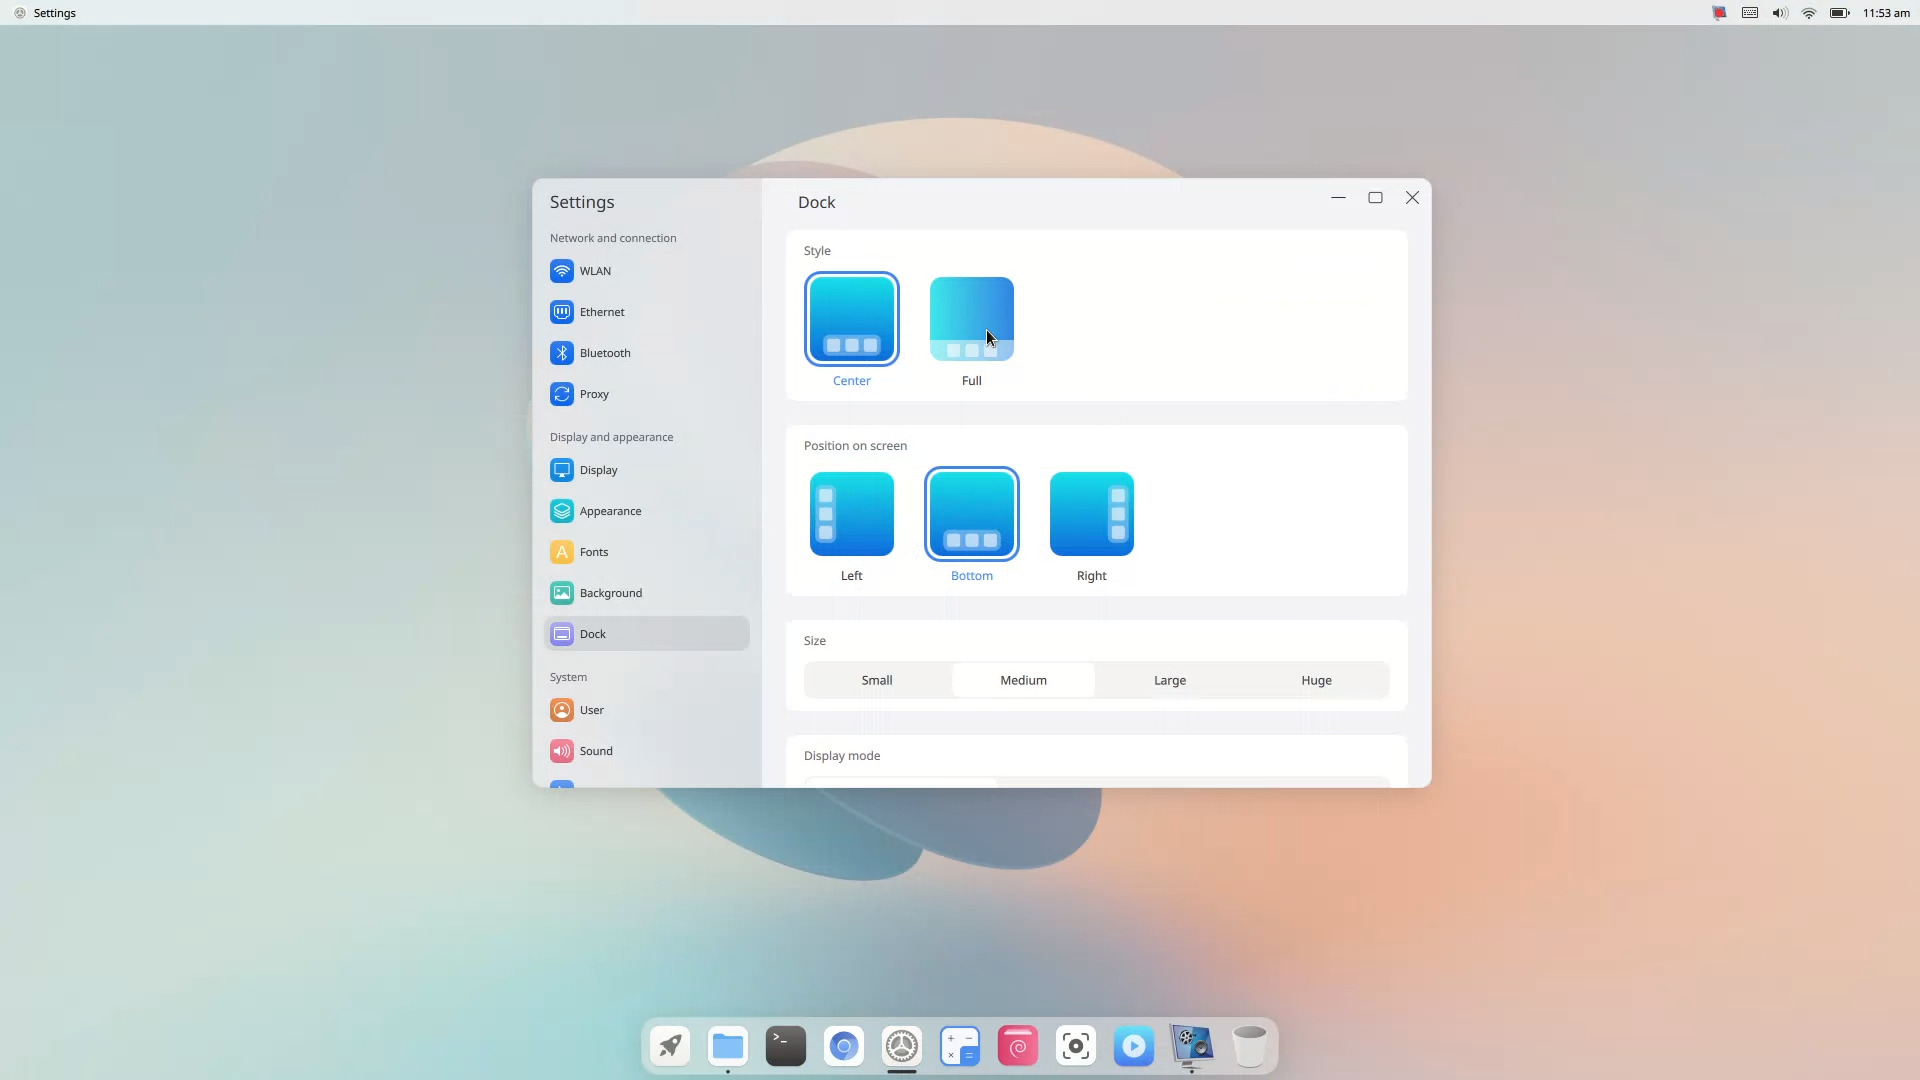 Settings
11:53 am
Settings
Network and connection
WLAN
Ethernet
Bluetooth
Proxy
Display and appearance
Display
Appearance
Fonts
Background
Dock
System
User
Sound
Dock
Style
Center
Full
Position on screen
Left
Bottom
Right
Size
Small
Medium
Large
Huge
Display mode